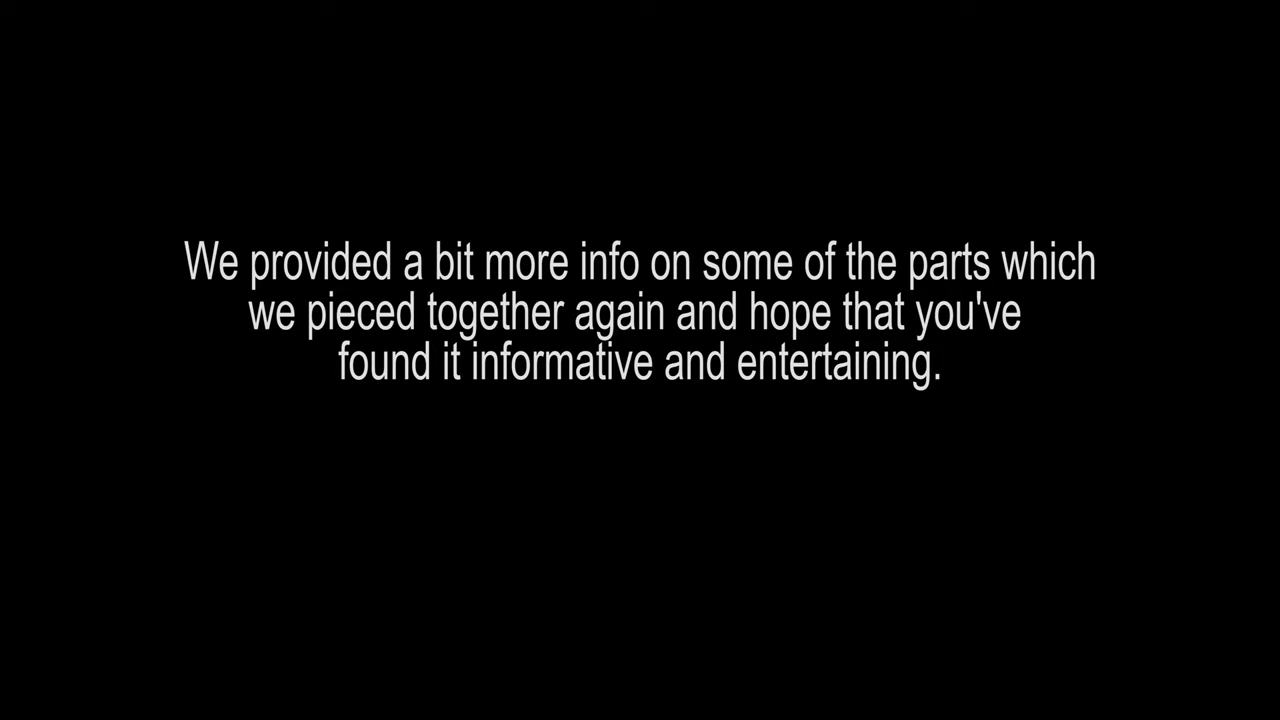 We provided a bit more info on some of the parts which
we pieced together again and hope that you've
found it informative and entertaining.